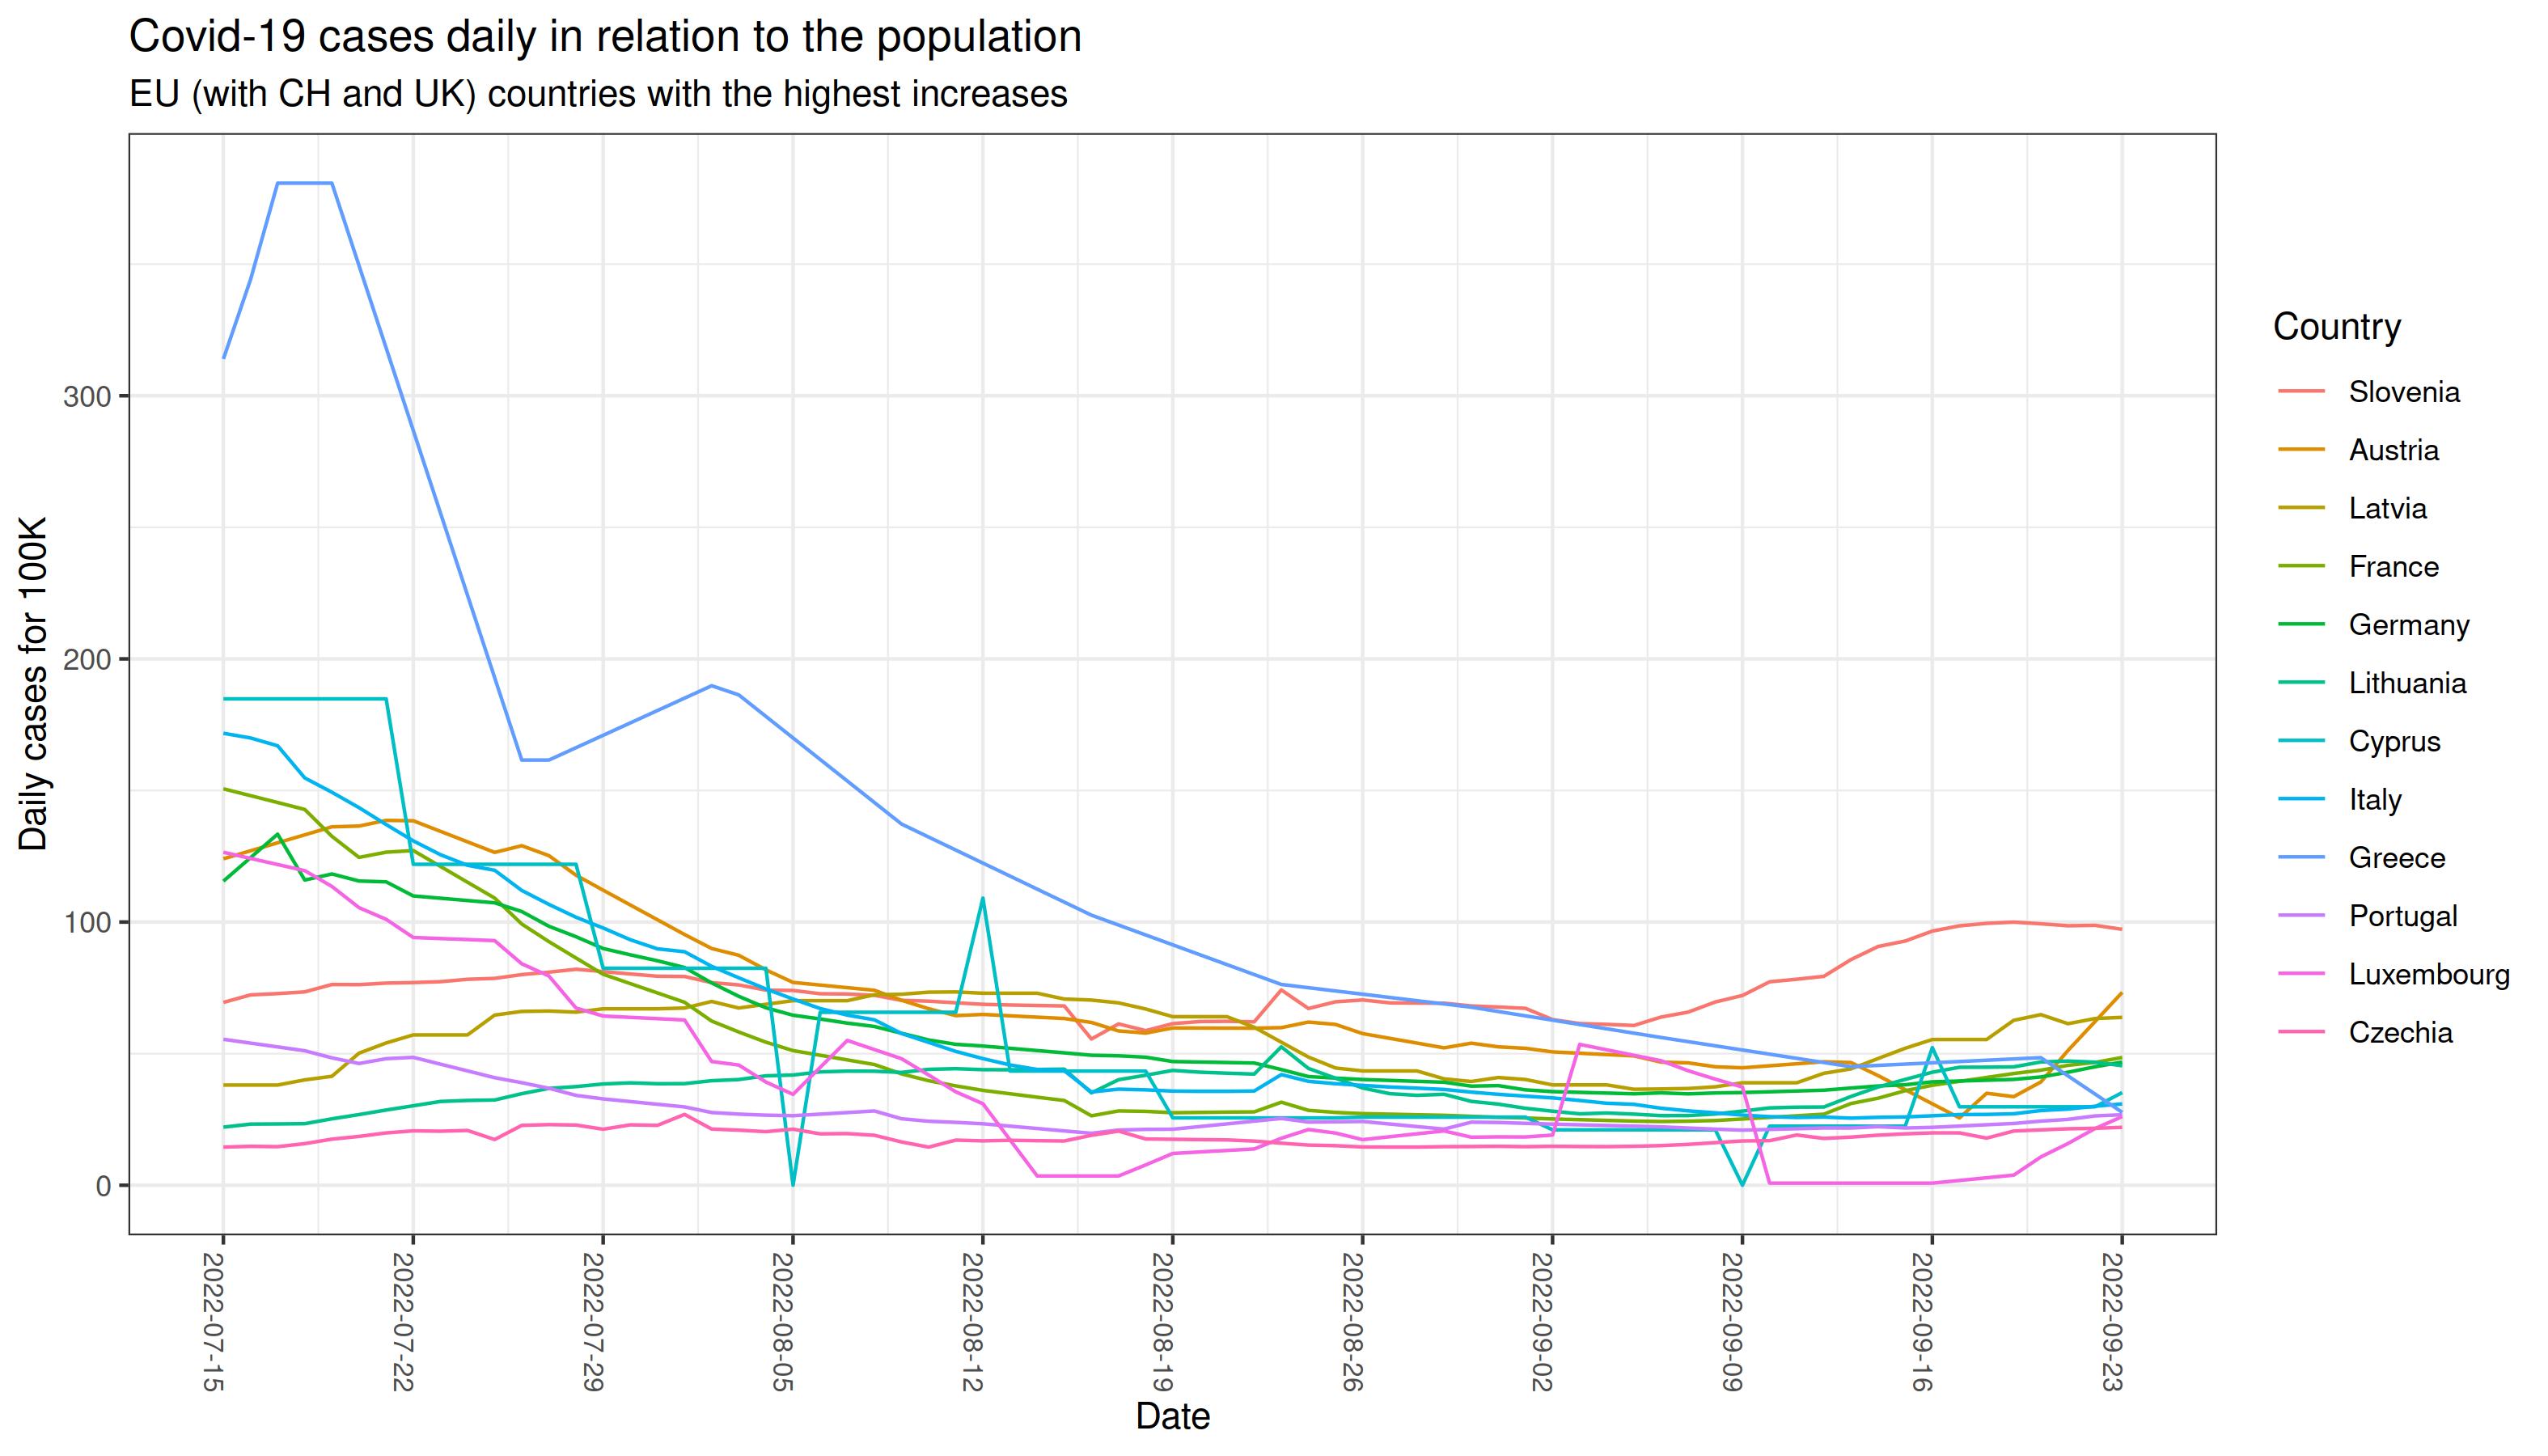 Covid-19 cases daily in relation to the population
EU (with CH and UK) countries with the highest increases
Daily cases for 100K
300
200
100
0
2022-07-15
2022-07-22
2022-07-29
2022-08-05
2022-08-12
2022-08-19
2022-08-26
2022-09-02
2022-09-09
2022-09-16
2022-09-23
Date
Country
Slovenia
Austria
Latvia
France
Germany
Lithuania
Cyprus
Italy
Greece
Portugal
Luxembourg
Czechia